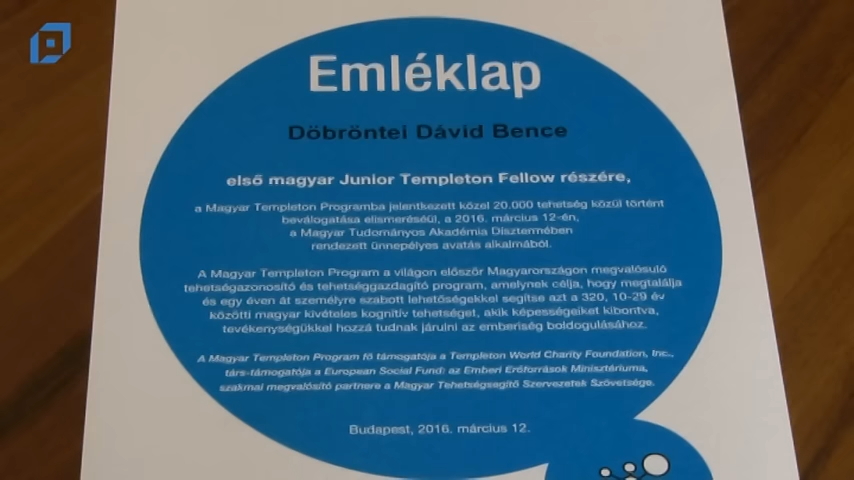 Emléklap
Döbröntei Dávid Bence
első magyar Junior Templeton Fellow részére,
a Magyar Templeton Programba jelentkezett közel 20.000 tehetség közül történt
beválogatása elismeréséül, a 2016. március 12-én,
a Magyar Tudományos Akadémia Dísztermében
rendezett ünnepélyes avatás alkalmából.
A Magyar Templeton Program a világon először Magyarországon megvalósuló
tehetségazonosító és tehetséggazdagító program, amelynek célja, hogy megtalálja
és egy éven át személyre szabott lehetőségekkel segítse azt a 320, 10-29 év
közötti magyar kivételes kognitív tehetséget, akik képességeiket kibontva,
tevékenységükkel hozzá tudnak járulni az emberiség boldogulásához.
A Magyar Templeton Program fő támogatója a Templeton World Charity Foundation, Inc.,
társ-támogatója a European Social Fund: az Emberi Erőforrások Minisztériuma,
szakmai megvalósító partnere a Magyar Tehetségsegítő Szervezetek Szövetsége.
Budapest, 2016. március 12.